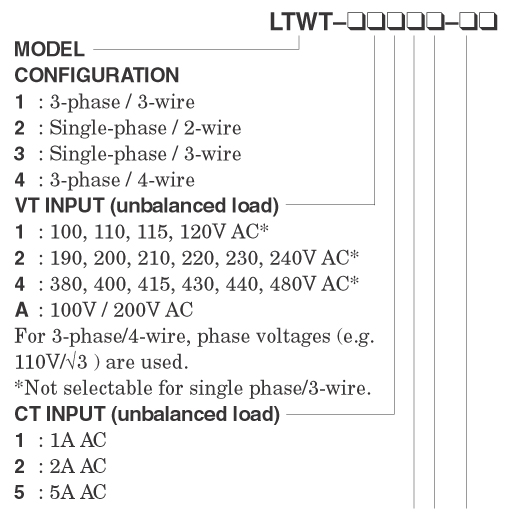 LTWT–❑❑❑❑❑–❑❑
MODEL
CONFIGURATION
1 : 3-phase / 3-wire
2 : Single-phase / 2-wire
3 : Single-phase / 3-wire
4 : 3-phase / 4-wire
VT INPUT (unbalanced load)
1 : 100, 110, 115, 120V AC*
2 : 190, 200, 210, 220, 230, 240V AC*
4 : 380, 400, 415, 430, 440, 480V AC*
A : 100V / 200V AC
For 3-phase/4-wire, phase voltages (e.g.
110V/√3 ) are used.
*Not selectable for single phase/3-wire.
CT INPUT (unbalanced load)
1 : 1A AC
2 : 2A AC
5 : 5A AC